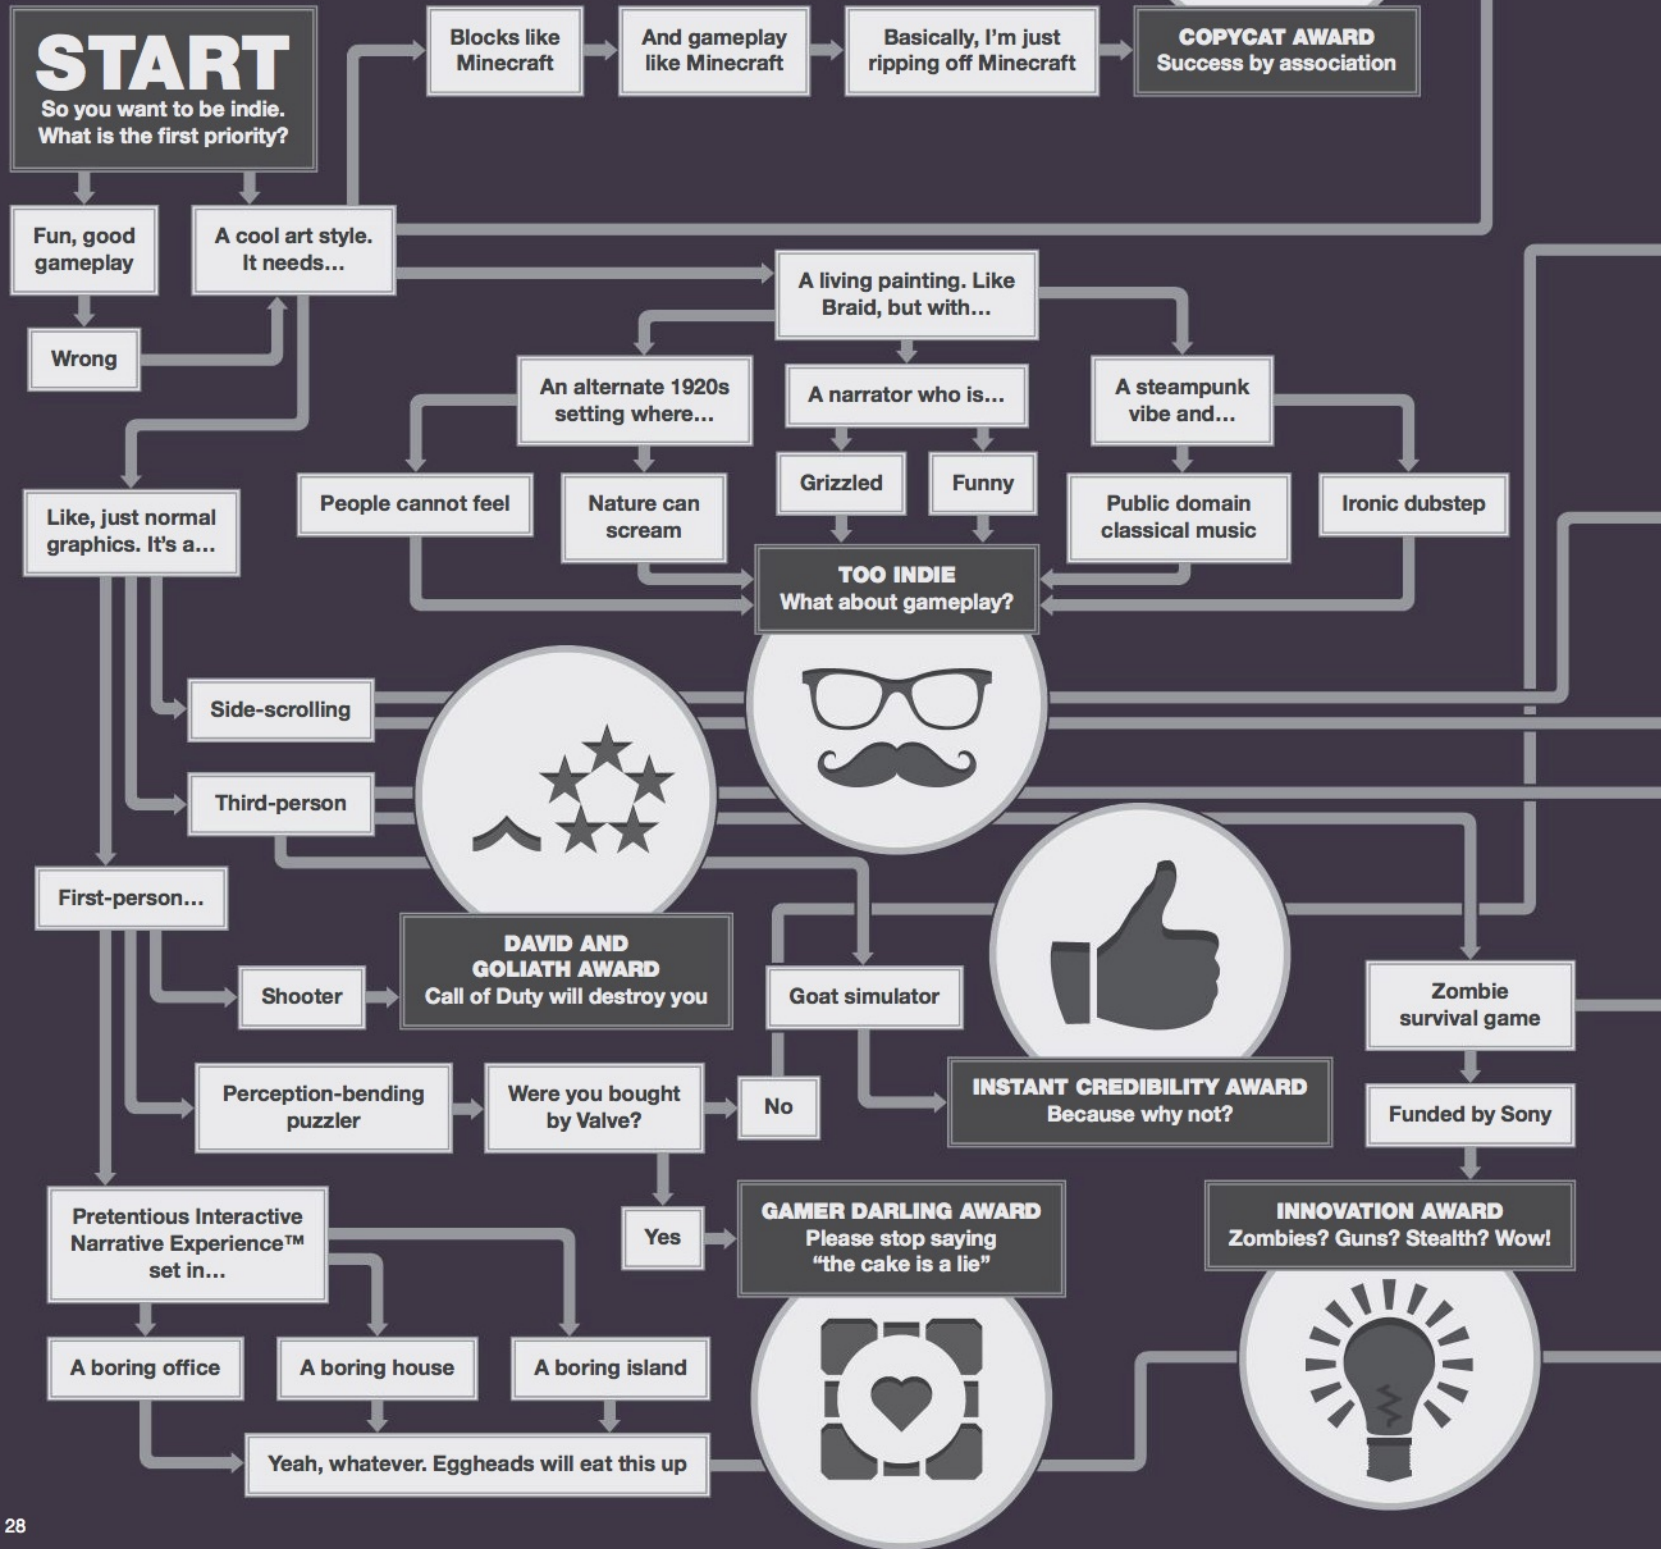 START
So you want to be indie.
What is the first priority?
Blocks like
Minecraft
And gameplay
like Minecraft
Basically, I'm just
ripping off Minecraft
COPYCAT AWARD
Success by association
Fun, good
gameplay
A cool art style.
It needs...
Wrong
A living painting. Like
Braid, but with...
An alternate 1920s
setting where...
A narrator who is...
A steampunk
vibe and...
People cannot feel
Nature can
scream
Grizzled
Funny
Public domain
classical music
Ironic dubstep
Like, just normal
graphics. It's a...
TOO INDIE
What about gameplay?
Side-scrolling
Third-person
First-person...
DAVID AND
GOLIATH AWARD
Call of Duty will destroy you
Shooter
Goat simulator
Zombie
survival game
Perception-bending
puzzler
Were you bought
by Valve?
No
INSTANT CREDIBILITY AWARD
Because why not?
Funded by Sony
Pretentious Interactive
Narrative Experience™
set in...
Yes
GAMER DARLING AWARD
Please stop saying
“the cake is a lie”
INNOVATION AWARD
Zombies? Guns? Stealth? Wow!
A boring office
A boring house
A boring island
Yeah, whatever. Eggheads will eat this up
28